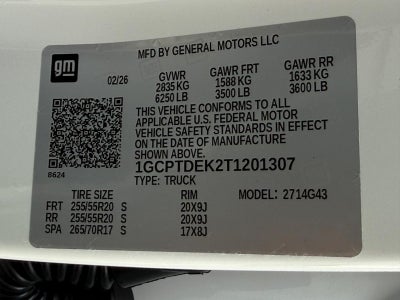 gm
MFD BY GENERAL MOTORS LLC
02/26 GVWR GAWR FRT GAWR RR
2835 KG 1588 KG 1633 KG
6250 LB 3500 LB 3600 LB
THIS VEHICLE CONFORMS TO ALL
APPLICABLE U.S. FEDERAL MOTOR
VEHICLE SAFETY STANDARDS IN EFFECT
ON THE DATE OF MANUFACTURE
SHOWN ABOVE.
8624 1GCPTDEK2T1201307
TYPE: TRUCK
TIRE SIZE RIM MODEL: 2714G43
FRT 255/55R20 S 20X9J
RR 255/55R20 S 20X9J
SPA 265/70R17 S 17X8J